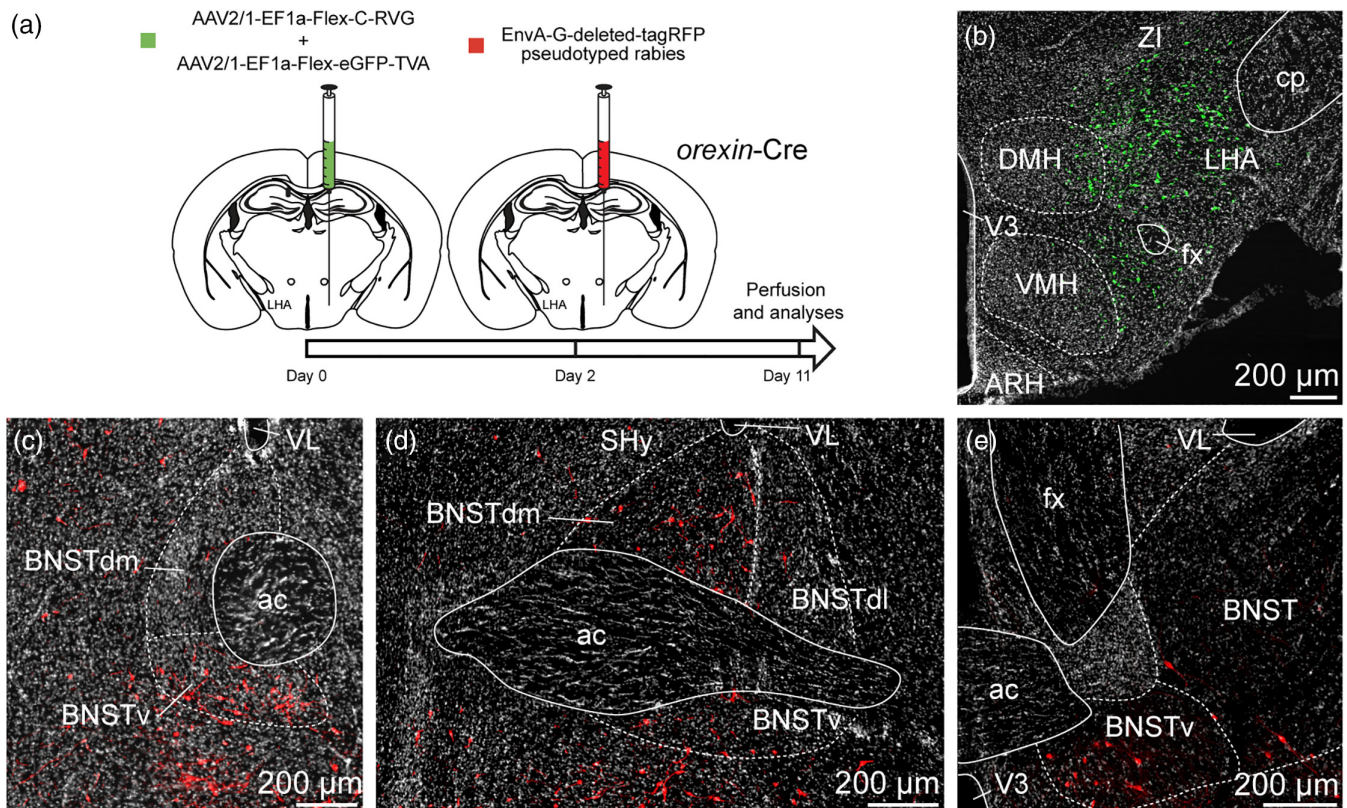 (a)
AAV2/1-EF1a-Flex-C-RVG
+
AAV2/1-EF1a-Flex-eGFP-TVA
EnvA-G-deleted-tagRFP
pseudotyped rabies
orexin-Cre
LHA
LHA
Perfusion
and analyses
Day 0
Day 2
Day 11
(b)
ZI
cp
DMH
LHA
V3
fx
VMH
ARH
200 µm
(c)
VL
BNSTdm
ac
BNSTv
200 µm
(d)
SHy
VL
BNSTdm
BNSTdl
ac
BNSTv
200 µm
(e)
VL
fx
BNST
ac
BNSTv
V3
200 µm